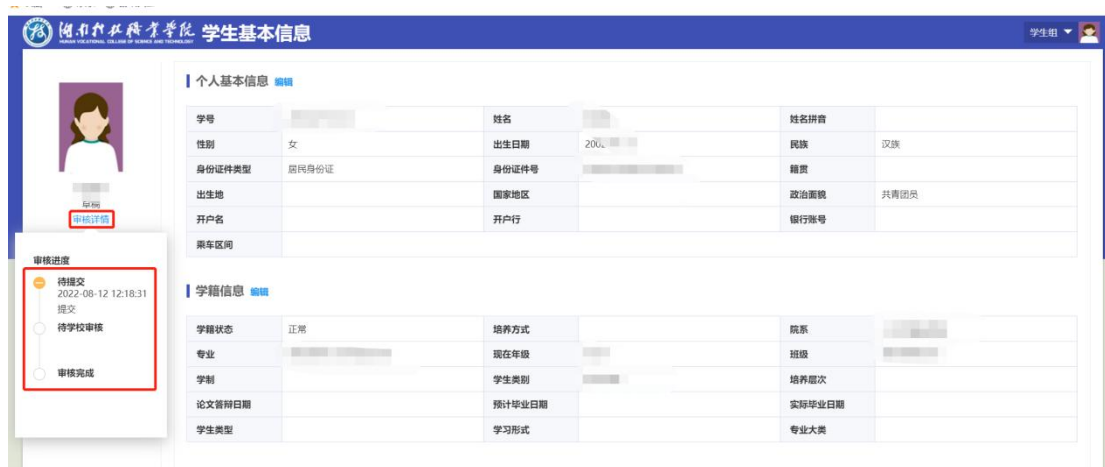 湖南科技职业学院 学生基本信息 学生组
HUNAN VOCATIONAL COLLEGE OF SCIENCE AND TECHNOLOGY
个人基本信息 编辑
学号 姓名 姓名拼音
性别 女 出生日期 200 民族 汉族
身份证件类型 居民身份证 身份证件号 籍贯
出生地 国家地区 政治面貌 共青团员
开户名 开户行 银行账号
乘车区间
草稿
审核详情
审核进度
待提交
2022-08-12 12:18:31
提交
待学校审核
审核完成
学籍信息 编辑
学籍状态 正常 培养方式 院系
专业 现在年级 班级
学制 学生类别 培养层次
论文答辩日期 预计毕业日期 实际毕业日期
学生类型 学习形式 专业大类